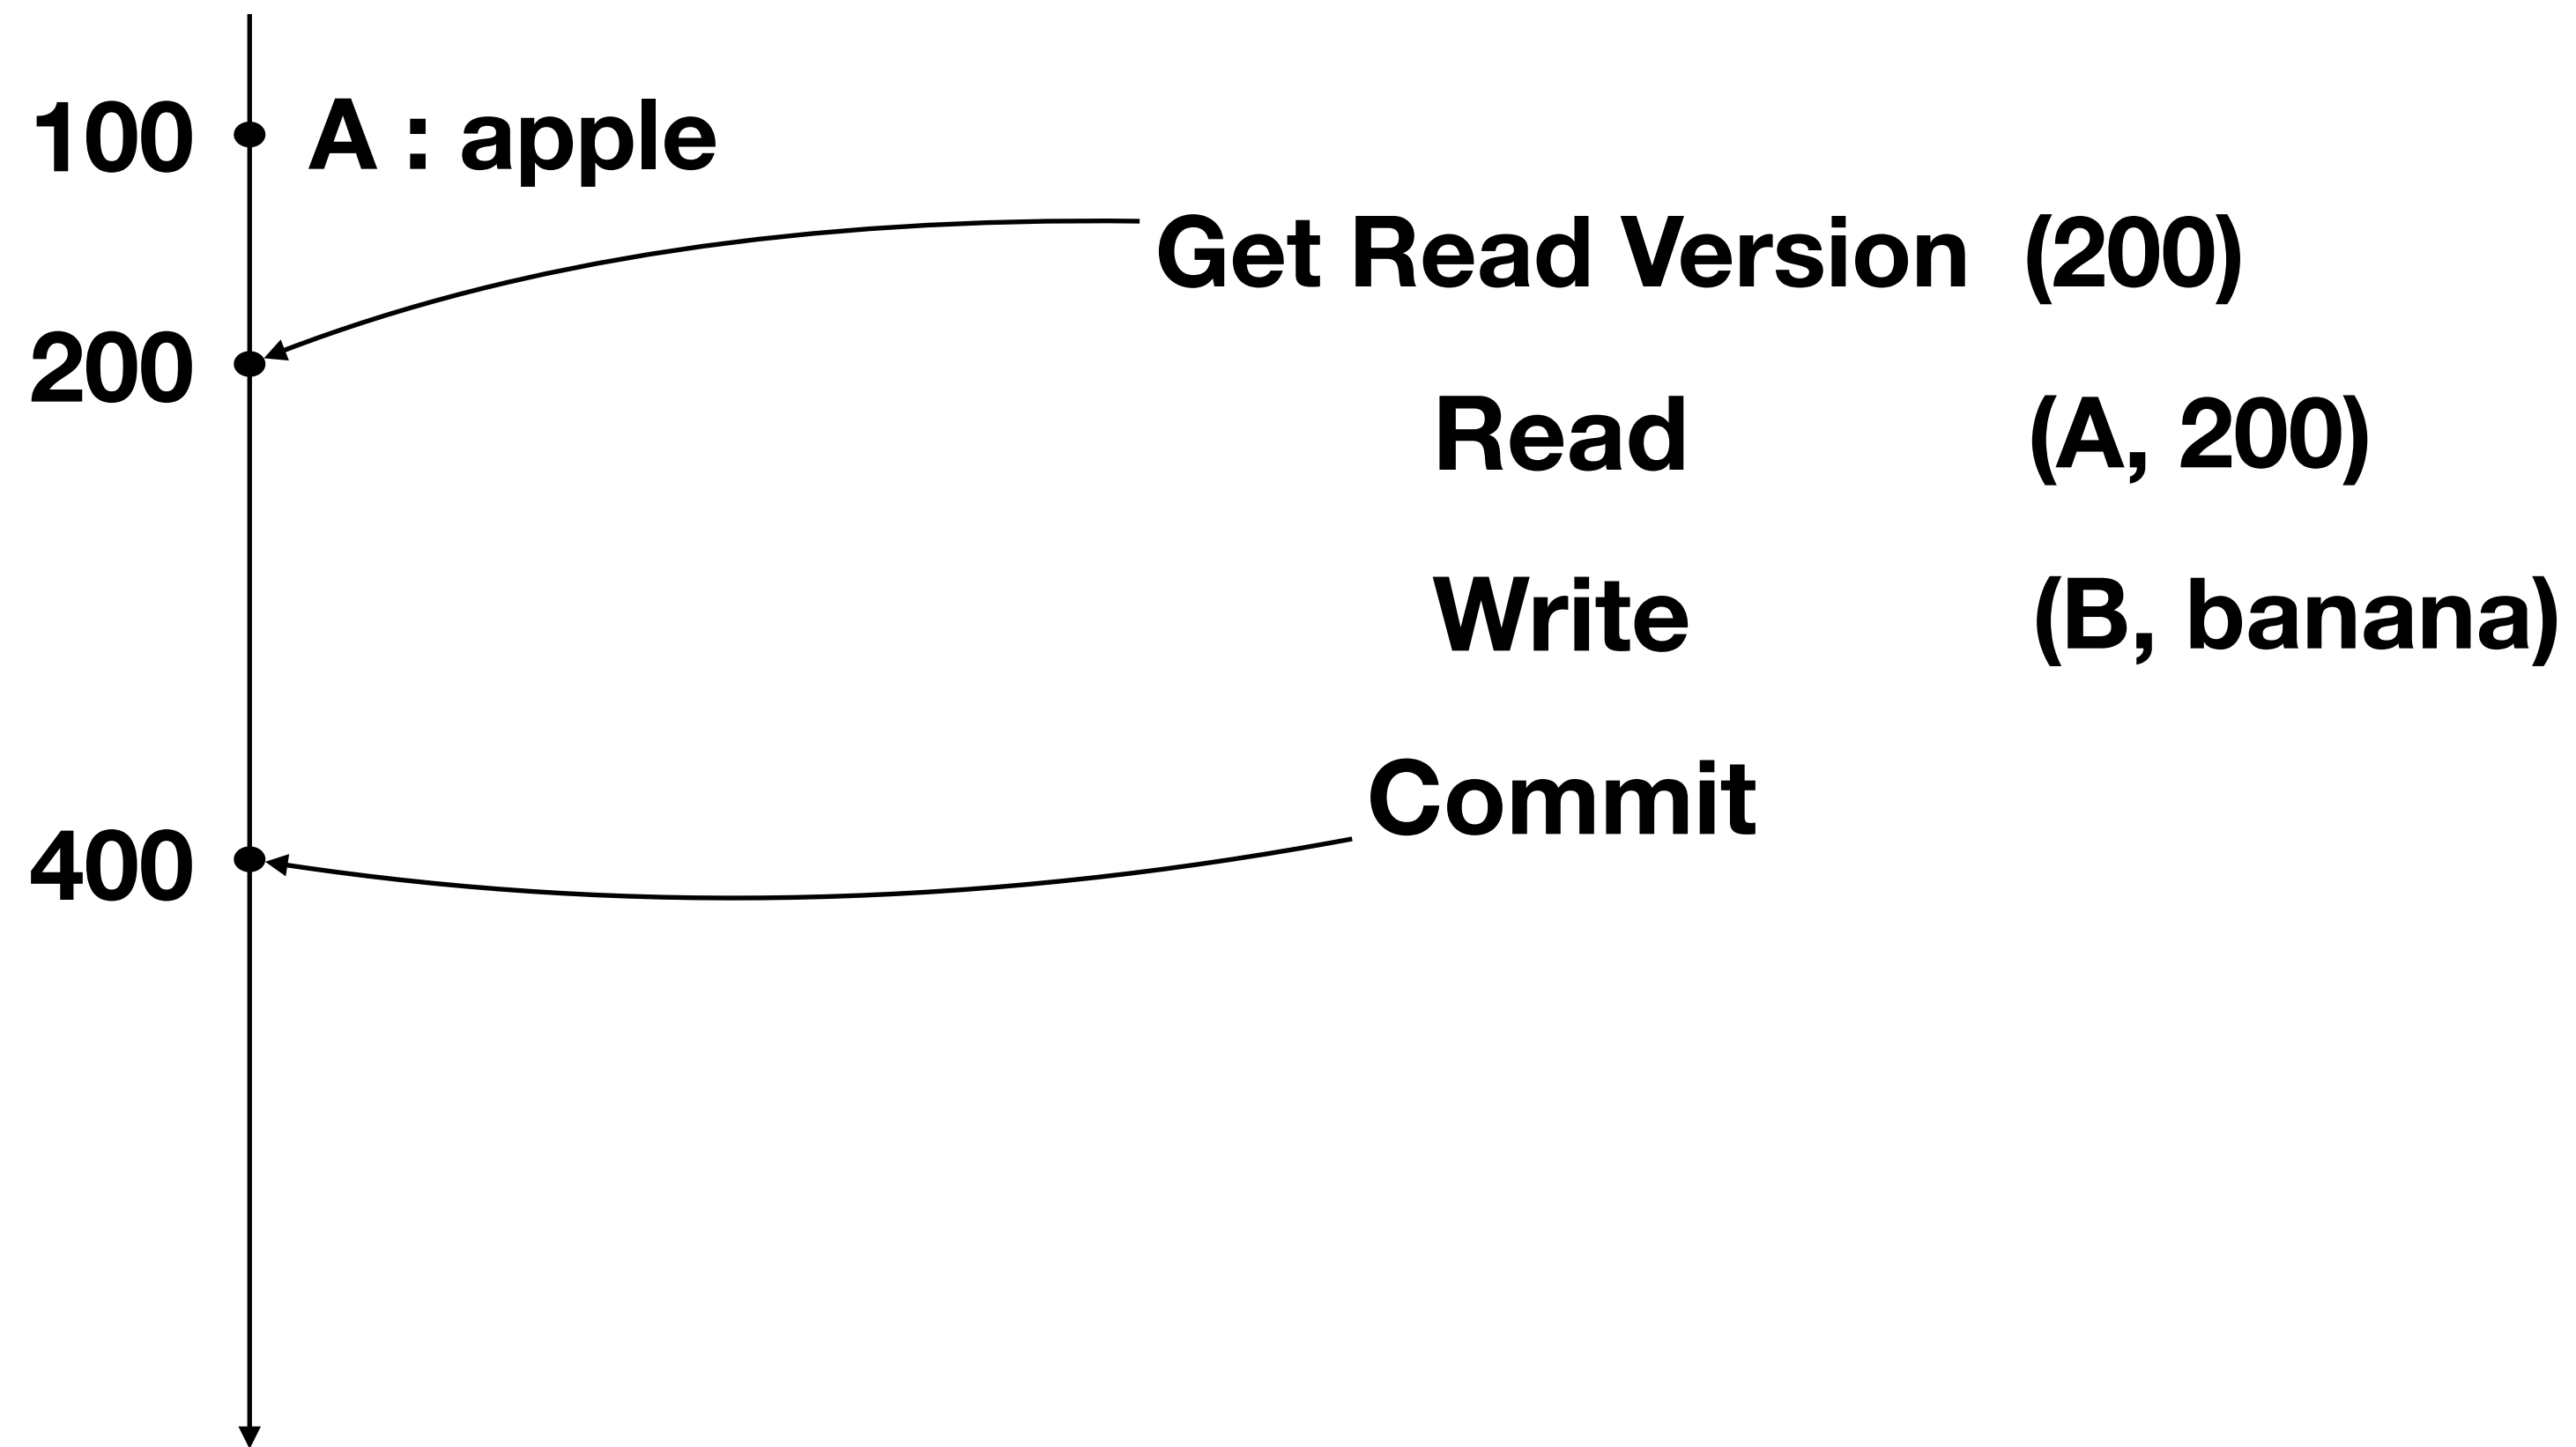 100 A : apple
Get Read Version (200)
200
Read (A, 200)
Write (B, banana)
Commit
400